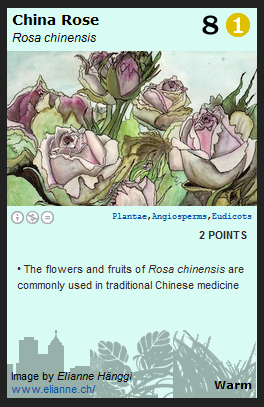 China Rose 8 1
Rosa chinensis
Plantae,Angiosperms,Eudicots
2 POINTS
• The flowers and fruits of Rosa chinensis are
commonly used in traditional Chinese medicine
Image by Elianne Hänggi
www.elianne.ch/
Warm